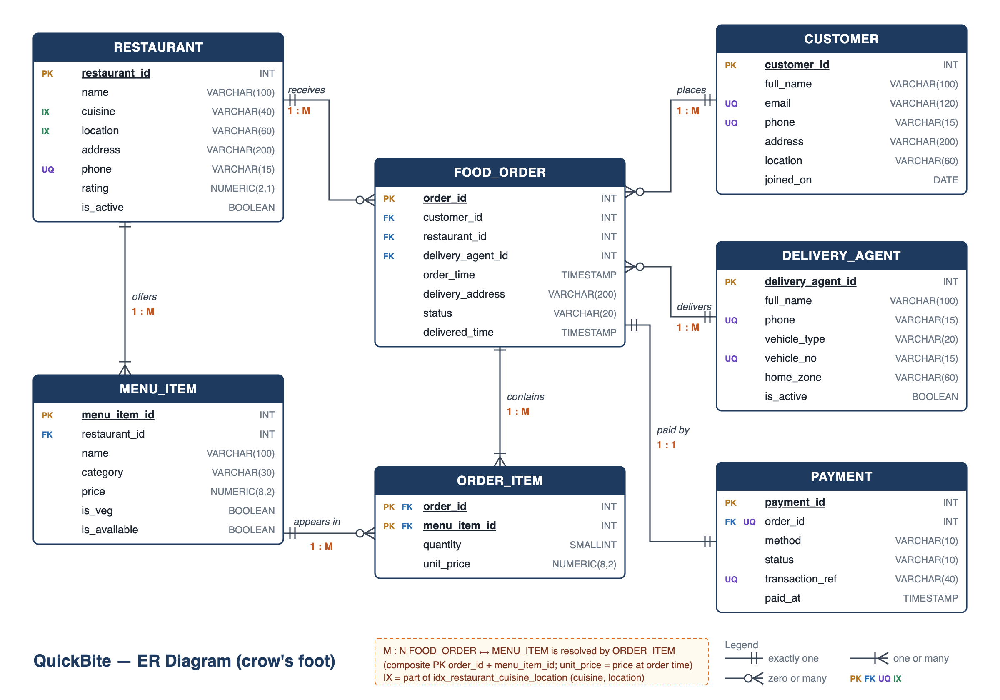 RESTAURANT
PK restaurant_id INT
name VARCHAR(100)
IX cuisine VARCHAR(40)
IX location VARCHAR(60)
address VARCHAR(200)
UQ phone VARCHAR(15)
rating NUMERIC(2,1)
is_active BOOLEAN
receives
1 : M
CUSTOMER
PK customer_id INT
full_name VARCHAR(100)
UQ email VARCHAR(120)
UQ phone VARCHAR(15)
address VARCHAR(200)
location VARCHAR(60)
joined_on DATE
places
1 : M
FOOD_ORDER
PK order_id INT
FK customer_id INT
FK restaurant_id INT
FK delivery_agent_id INT
order_time TIMESTAMP
delivery_address VARCHAR(200)
status VARCHAR(20)
delivered_time TIMESTAMP
DELIVERY_AGENT
PK delivery_agent_id INT
full_name VARCHAR(100)
UQ phone VARCHAR(15)
vehicle_type VARCHAR(20)
UQ vehicle_no VARCHAR(15)
home_zone VARCHAR(60)
is_active BOOLEAN
delivers
1 : M
offers
1 : M
MENU_ITEM
PK menu_item_id INT
FK restaurant_id INT
name VARCHAR(100)
category VARCHAR(30)
price NUMERIC(8,2)
is_veg BOOLEAN
is_available BOOLEAN
contains
1 : M
paid by
1 : 1
appears in
1 : M
ORDER_ITEM
PK FK order_id INT
PK FK menu_item_id INT
quantity SMALLINT
unit_price NUMERIC(8,2)
PAYMENT
PK payment_id INT
FK UQ order_id INT
method VARCHAR(10)
status VARCHAR(10)
UQ transaction_ref VARCHAR(40)
paid_at TIMESTAMP
QuickBite — ER Diagram (crow's foot)
M : N FOOD_ORDER ↔ MENU_ITEM is resolved by ORDER_ITEM
(composite PK order_id + menu_item_id; unit_price = price at order time)
IX = part of idx_restaurant_cuisine_location (cuisine, location)
Legend
exactly one
one or many
zero or many
PK FK UQ IX